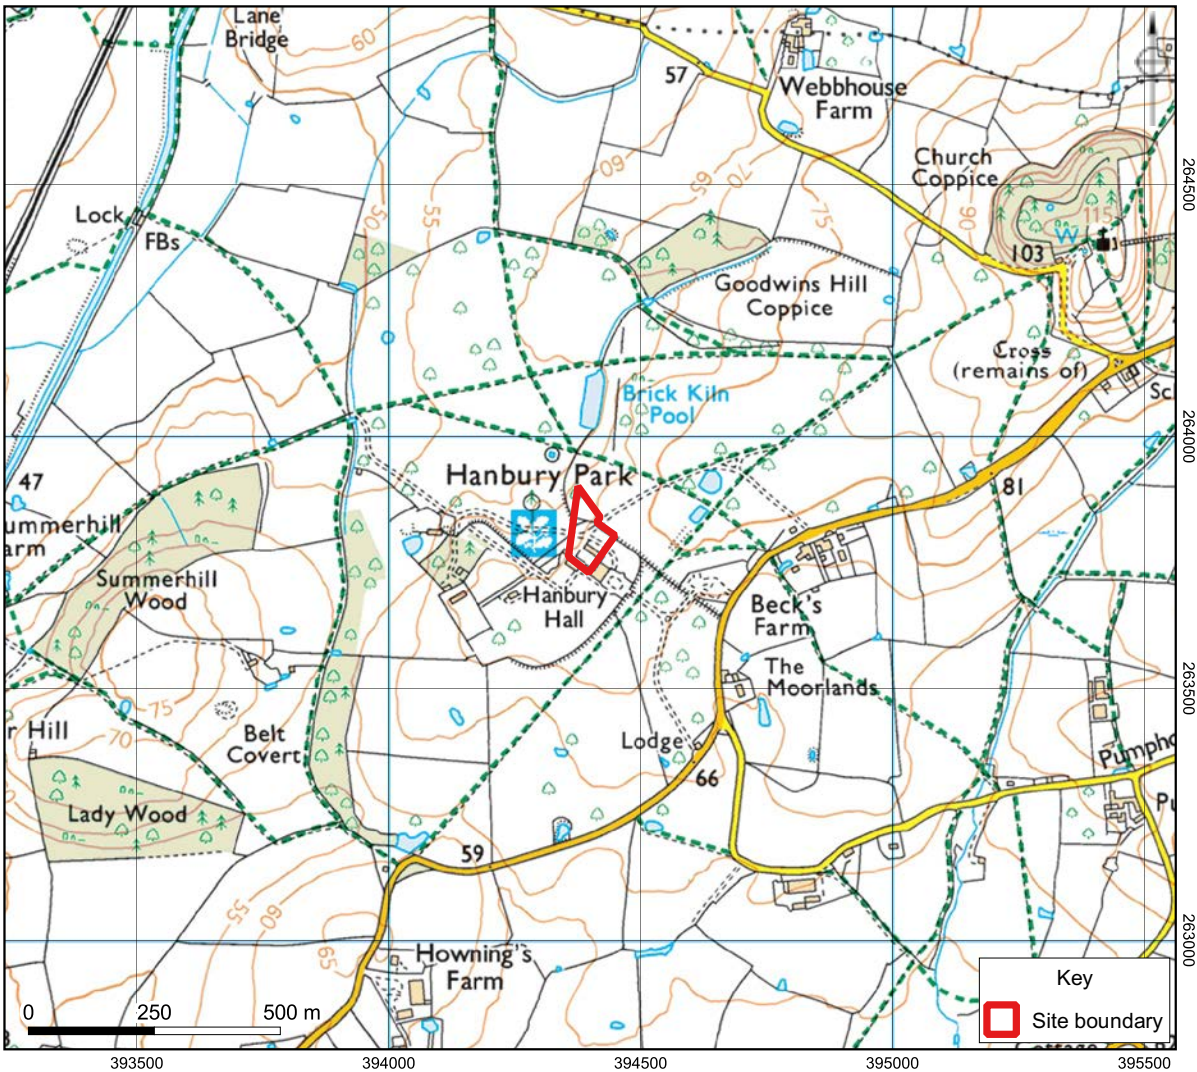 Lane
Bridge
60
57
Webbhouse
Farm
Church
Coppice
60
65
70
75
90
115
264500
Lock
FBs
50
55
W
103
Goodwins Hill
Coppice
Cross
(remains of)
Sc
Brick Kiln
Pool
264000
47
Hanbury Park
81
ummerhill
arm
Summerhill
Wood
Hanbury
Hall
Beck's
Farm
The
Moorlands
263500
75
70
r Hill
Belt
Covert
Lodge
66
Pumpho
Pu
Lady Wood
59
55
60
65
Howning's
Farm
263000
Key
Site boundary
0 250 500 m
393500 394000 394500 395000 395500